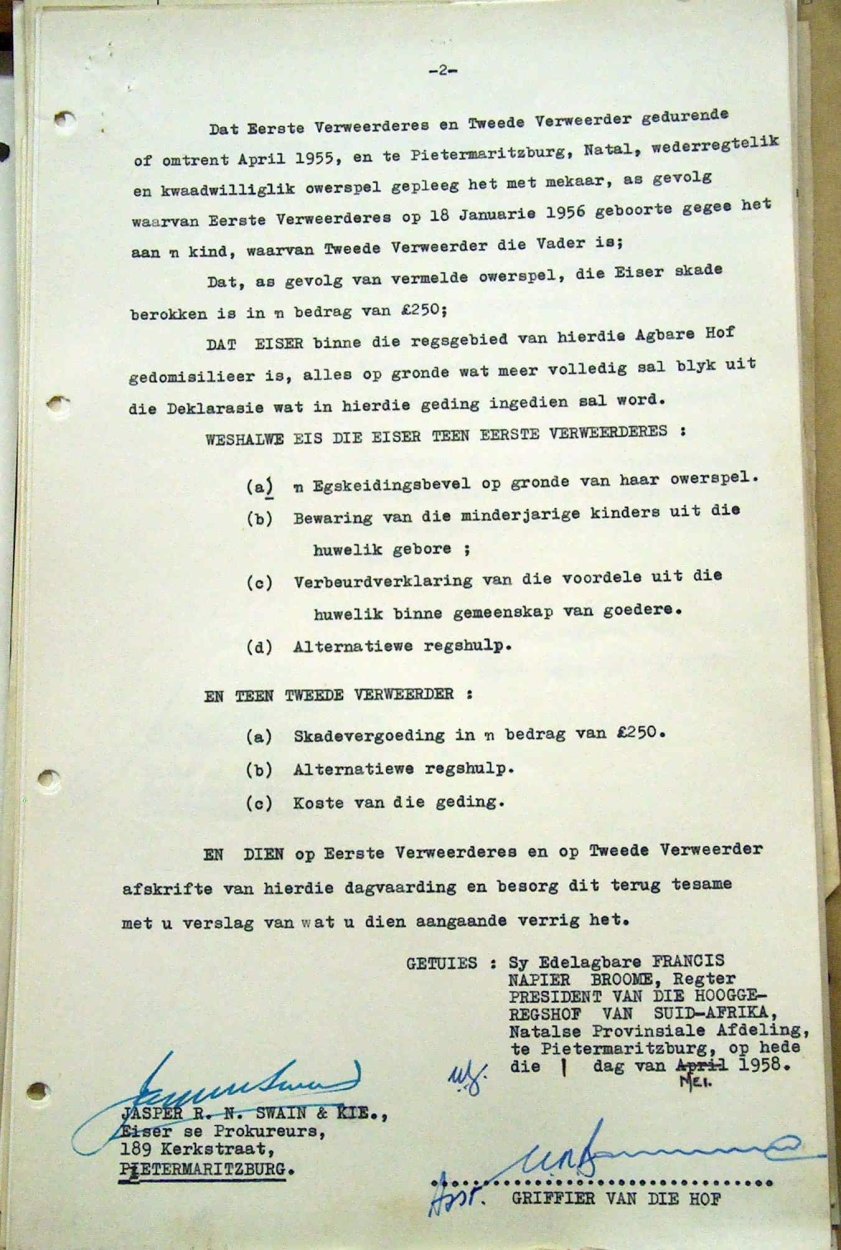 -2-
Dat Eerste Verweerderes en Tweede Verweerder gedurende
of omtrent April 1955, en te Pietermaritzburg, Natal, wederregtelik
en kwaadwilliglik owerspel gepleeg het met mekaar, as gevolg
waarvan Eerste Verweerderes op 18 Januarie 1956 geboorte gegee het
aan 'n kind, waarvan Tweede Verweerder die Vader is;
Dat, as gevolg van vermelde owerspel, die Eiser skade
berokken is in 'n bedrag van £250;
DAT EISER binne die regsgebied van hierdie Agbare Hof
gedomisilieer is, alles op gronde wat meer volledig sal blyk uit
die Deklarasie wat in hierdie geding ingedien sal word.
WESHALWE EIS DIE EISER TEEN EERSTE VERWEERDERES :
(a) 'n Egskeidingsbevel op gronde van haar owerspel.
(b) Bewaring van die minderjarige kinders uit die
huwelik gebore ;
(c) Verbeurdverklaring van die voordele uit die
huwelik binne gemeenskap van goedere.
(d) Alternatiewe regshulp.
EN TEEN TWEEDE VERWEERDER :
(a) Skadevergoeding in 'n bedrag van £250.
(b) Alternatiewe regshulp.
(c) Koste van die geding.
EN DIEN op Eerste Verweerderes en op Tweede Verweerder
afskrifte van hierdie dagvaarding en besorg dit terug tesame
met u verslag van wat u dien aangaande verrig het.
GETUIES : Sy Edelagbare FRANCIS
NAPIER BROOME, Regter
PRESIDENT VAN DIE HOOGGE-
REGSHOF VAN SUID-AFRIKA,
Natalse Provinsiale Afdeling,
te Pietermaritzburg, op hede
die 1 dag van April 1958.
Mei.
JASPER R. N. SWAIN & KIE.,
Eiser se Prokureurs,
189 Kerkstraat,
PIETERMARITZBURG.
Asst. GRIFFIER VAN DIE HOF